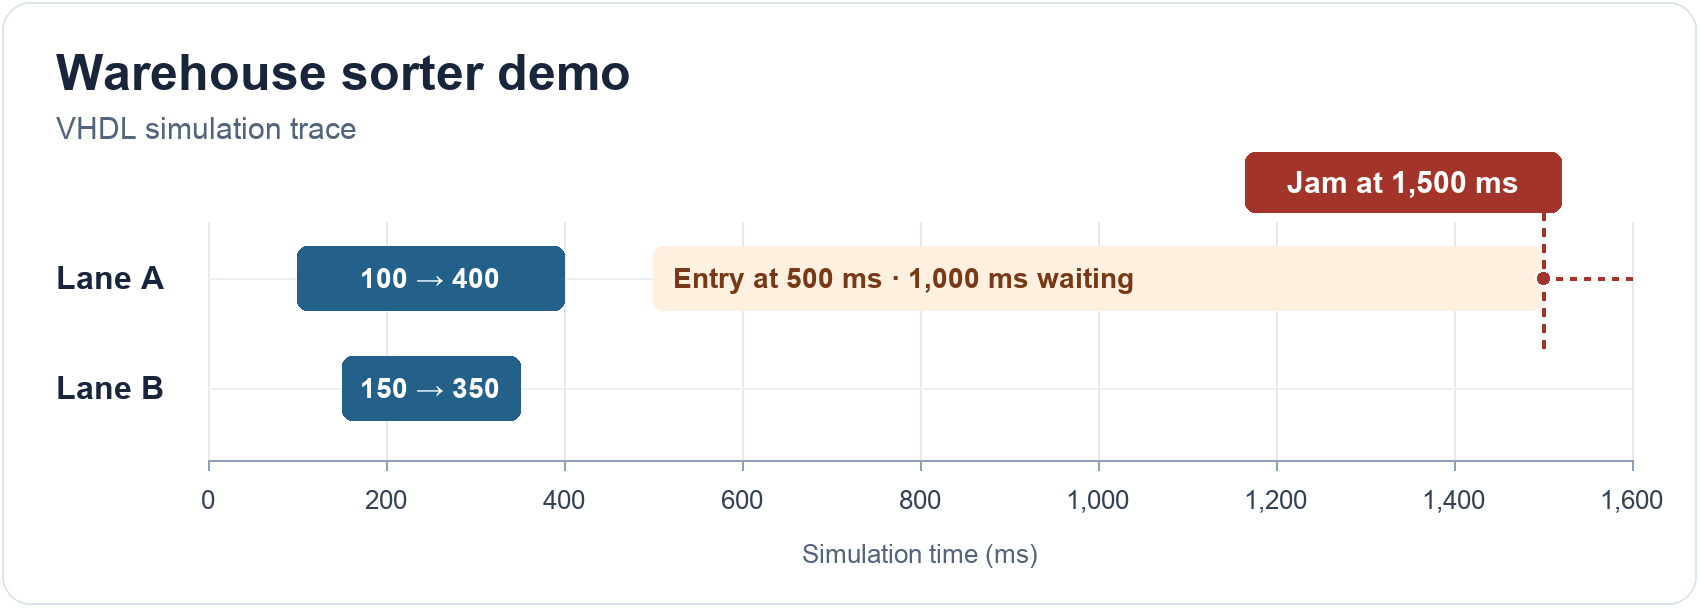 Warehouse sorter demo
VHDL simulation trace
Jam at 1,500 ms
Lane A
100 → 400
Entry at 500 ms · 1,000 ms waiting
Lane B
150 → 350
0 200 400 600 800 1,000 1,200 1,400 1,600
Simulation time (ms)